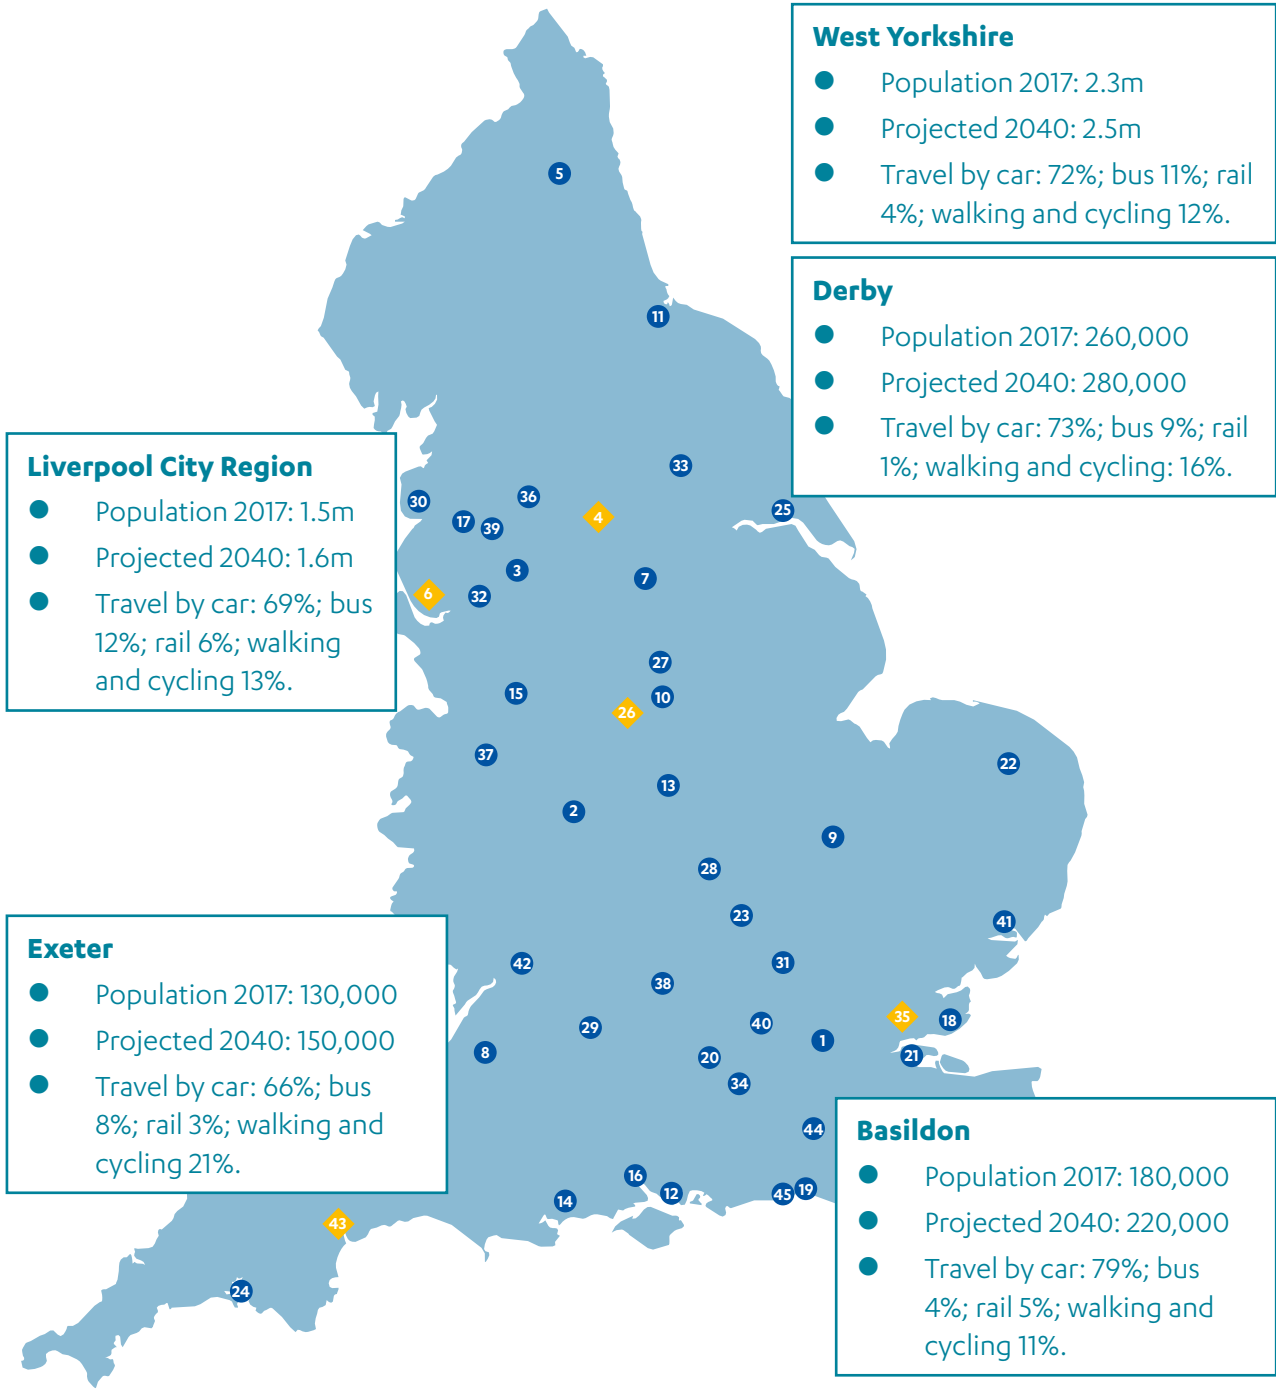 West Yorkshire
● Population 2017: 2.3m
● Projected 2040: 2.5m
● Travel by car: 72%; bus 11%; rail
4%; walking and cycling 12%.
Derby
● Population 2017: 260,000
● Projected 2040: 280,000
● Travel by car: 73%; bus 9%; rail
1%; walking and cycling: 16%.
Liverpool City Region
● Population 2017: 1.5m
● Projected 2040: 1.6m
● Travel by car: 69%; bus
12%; rail 6%; walking
and cycling 13%.
Exeter
● Population 2017: 130,000
● Projected 2040: 150,000
● Travel by car: 66%; bus
8%; rail 3%; walking and
cycling 21%.
Basildon
● Population 2017: 180,000
● Projected 2040: 220,000
● Travel by car: 79%; bus
4%; rail 5%; walking and
cycling 11%.
5
11
33
36
30
25
4
17
39
3
7
6
32
27
15
10
26
37
22
13
2
9
28
23
41
42
31
38
35
18
40
29
1
8
21
20
34
44
16
19
12
45
14
43
24